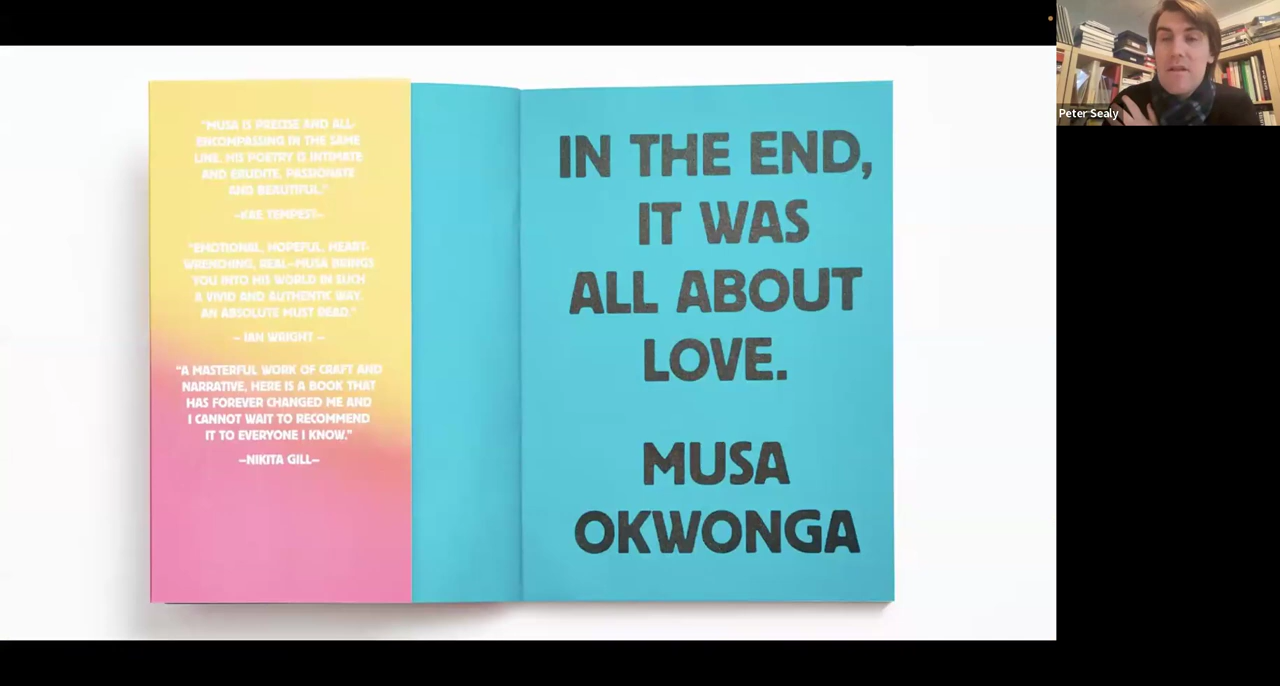 "MUSA IS PRECISE AND ALL-
ENCOMPASSING IN THE SAME
LINE. HIS POETRY IS INTIMATE
AND ERUDITE, PASSIONATE
AND BEAUTIFUL."
–KAE TEMPEST–
"EMOTIONAL, HOPEFUL, HEART-
WRENCHING, REAL–MUSA BRINGS
YOU INTO HIS WORLD IN SUCH
A VIVID AND AUTHENTIC WAY.
AN ABSOLUTE MUST READ."
– IAN WRIGHT –
"A MASTERFUL WORK OF CRAFT AND
NARRATIVE, HERE IS A BOOK THAT
HAS FOREVER CHANGED ME AND
I CANNOT WAIT TO RECOMMEND
IT TO EVERYONE I KNOW."
–NIKITA GILL–
IN THE END,
IT WAS
ALL ABOUT
LOVE.
MUSA
OKWONGA
Peter Sealy